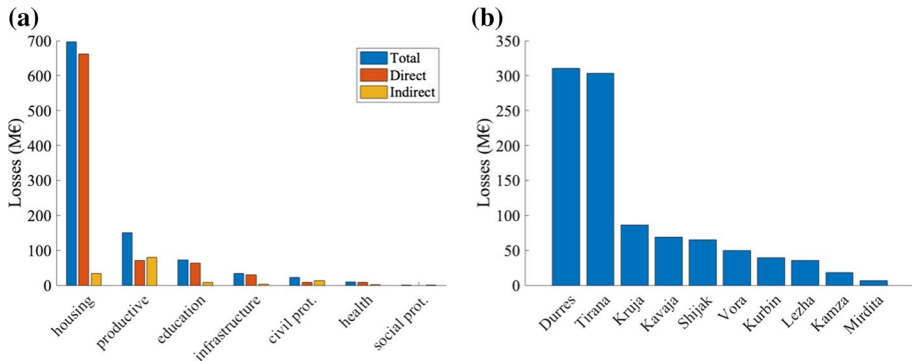 (a)
Losses (M€)
700
600
500
400
300
200
100
0
Total
Direct
Indirect
housing
productive
education
infrastructure
civil prot.
health
social prot.
(b)
Losses (M€)
350
300
250
200
150
100
50
0
Durres
Tirana
Kruja
Kavaja
Shijak
Vora
Kurbin
Lezha
Kamza
Mirdita